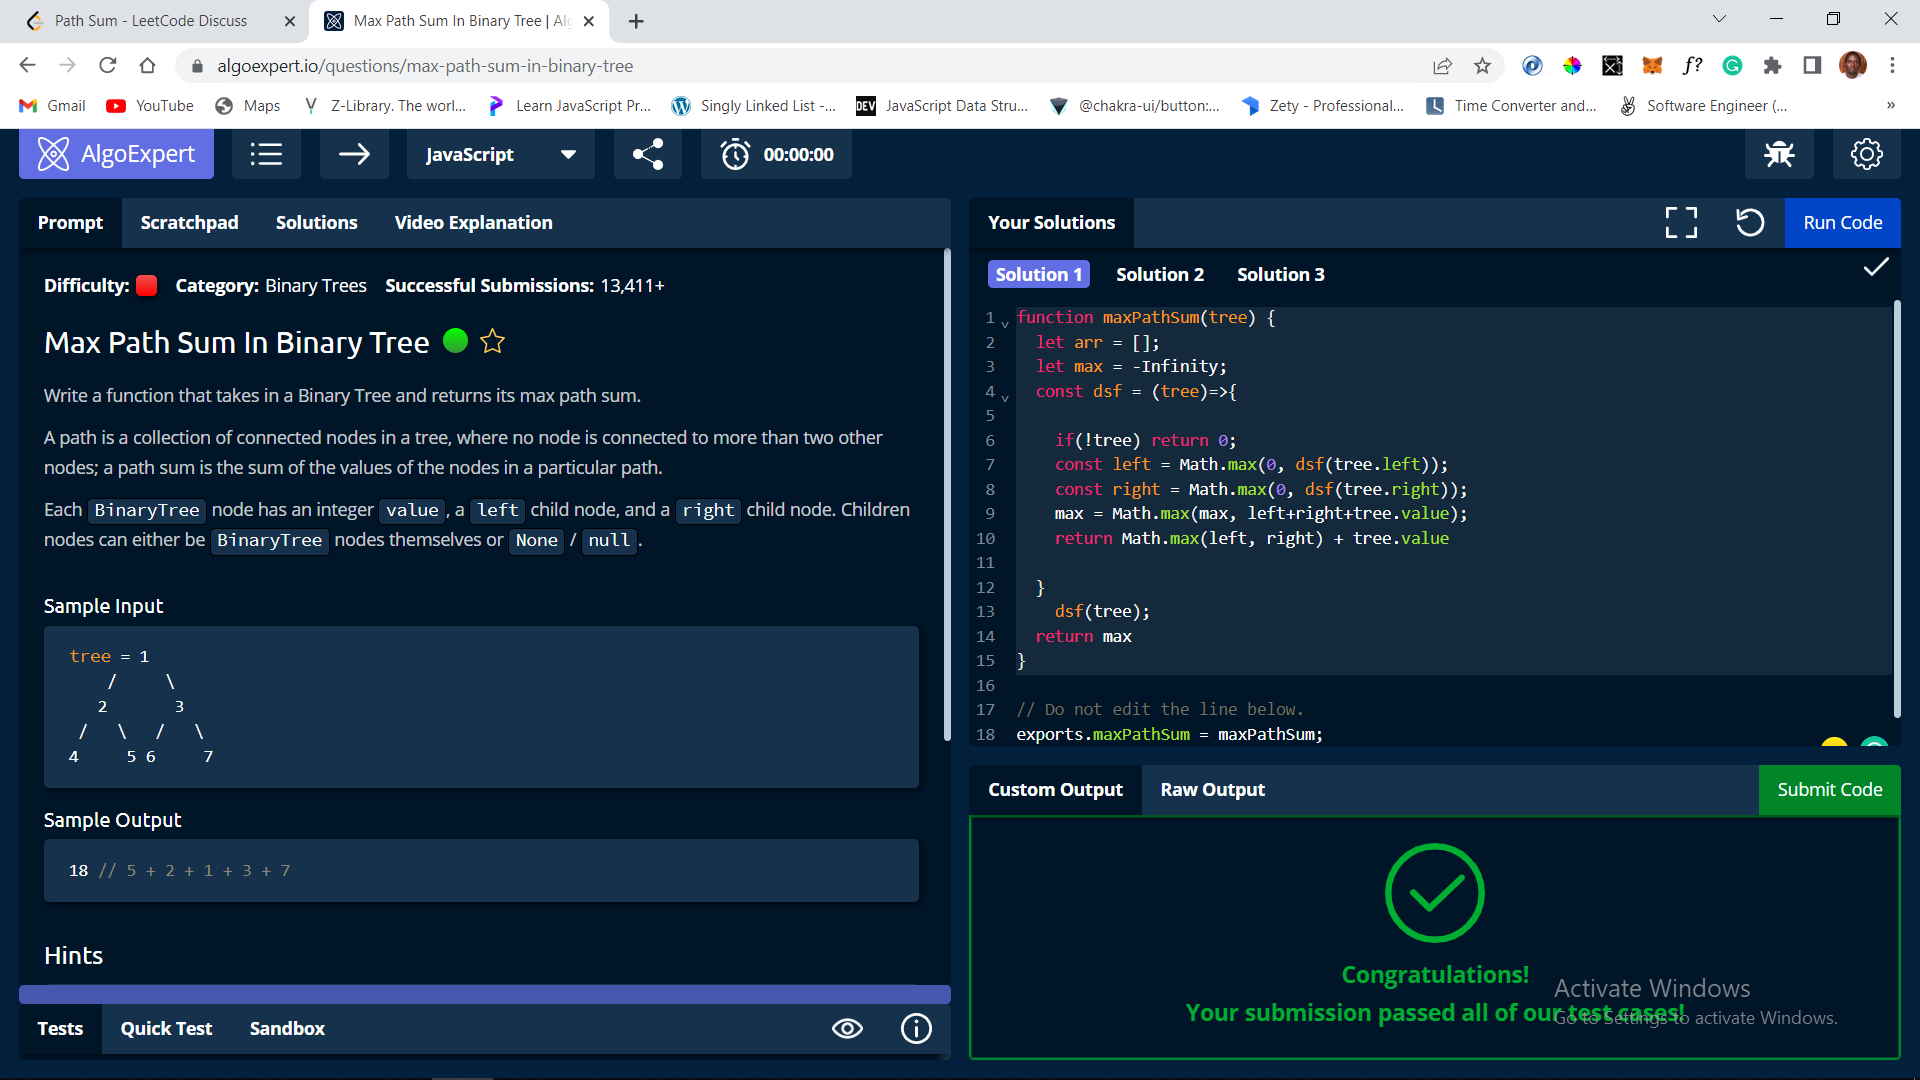 Path Sum - LeetCode Discuss
Max Path Sum In Binary Tree | Al
algoexpert.io/questions/max-path-sum-in-binary-tree
f?
Gmail
YouTube
Maps
Z-Library. The worl...
Learn JavaScript Pr...
Singly Linked List -...
DEV JavaScript Data Stru...
@chakra-ui/button:...
Zety - Professional...
Time Converter and...
Software Engineer (...
»
AlgoExpert
JavaScript
00:00:00
Prompt
Scratchpad
Solutions
Video Explanation
Difficulty: Category: Binary Trees Successful Submissions: 13,411+
Max Path Sum In Binary Tree
Write a function that takes in a Binary Tree and returns its max path sum.
A path is a collection of connected nodes in a tree, where no node is connected to more than two other
nodes; a path sum is the sum of the values of the nodes in a particular path.
Each BinaryTree node has an integer value , a left child node, and a right child node. Children
nodes can either be BinaryTree nodes themselves or None / null .
Sample Input
tree = 1
/ \
2 3
/ \ / \
4 5 6 7
Sample Output
18 // 5 + 2 + 1 + 3 + 7
Hints
Tests
Quick Test
Sandbox
Your Solutions
Run Code
Solution 1
Solution 2
Solution 3
1 function maxPathSum(tree) {
2 let arr = [];
3 let max = -Infinity;
4 const dsf = (tree)=>{
5
6 if(!tree) return 0;
7 const left = Math.max(0, dsf(tree.left));
8 const right = Math.max(0, dsf(tree.right));
9 max = Math.max(max, left+right+tree.value);
10 return Math.max(left, right) + tree.value
11
12 }
13 dsf(tree);
14 return max
15 }
16
17 // Do not edit the line below.
18 exports.maxPathSum = maxPathSum;
Custom Output
Raw Output
Submit Code
Congratulations!
Your submission passed all of our test cases!
Activate Windows
Go to Settings to activate Windows.